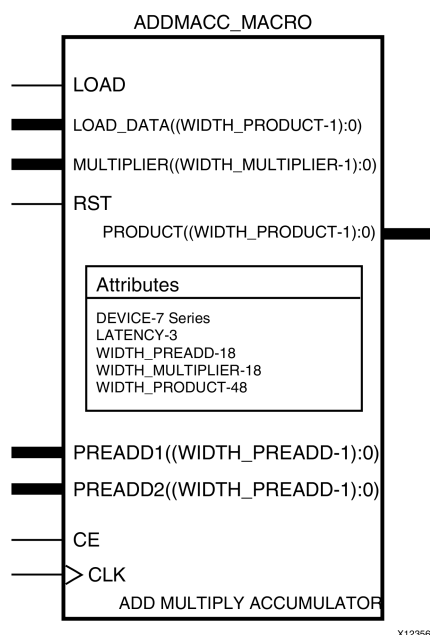 ADDMACC_MACRO
LOAD
LOAD_DATA((WIDTH_PRODUCT-1):0)
MULTIPLIER((WIDTH_MULTIPLIER-1):0)
RST
PRODUCT((WIDTH_PRODUCT-1):0)
Attributes
DEVICE-7 Series
LATENCY-3
WIDTH_PREADD-18
WIDTH_MULTIPLIER-18
WIDTH_PRODUCT-48
PREADD1((WIDTH_PREADD-1):0)
PREADD2((WIDTH_PREADD-1):0)
CE
CLK
ADD MULTIPLY ACCUMULATOR
X12356